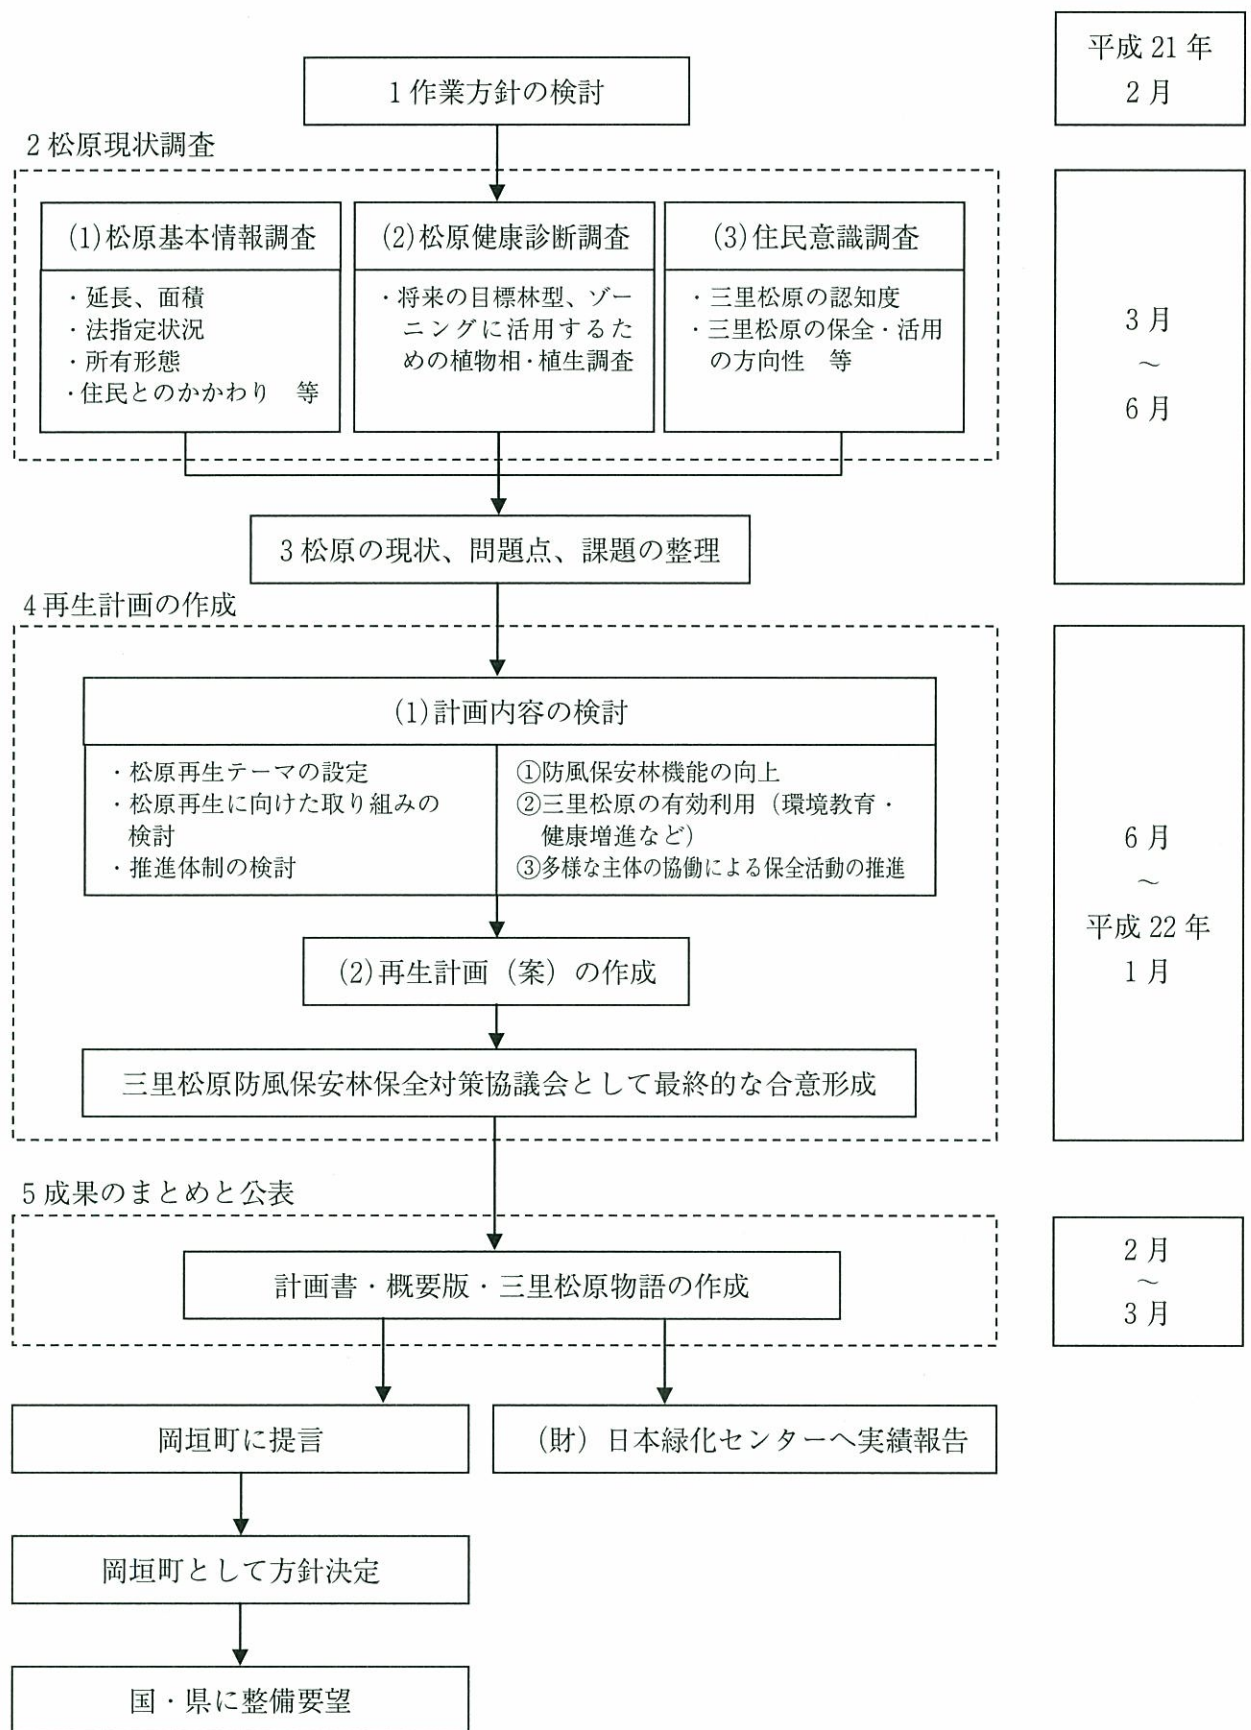 平成 21 年
2 月
1 作業方針の検討
2 松原現状調査
(1)松原基本情報調査
・延長、面積
・法指定状況
・所有形態
・住民とのかかわり 等
(2)松原健康診断調査
・将来の目標林型、ゾー
ニングに活用するた
めの植物相・植生調査
(3)住民意識調査
・三里松原の認知度
・三里松原の保全・活用
の方向性 等
3 月
～
6 月
3 松原の現状、問題点、課題の整理
4 再生計画の作成
(1)計画内容の検討
・松原再生テーマの設定
・松原再生に向けた取り組みの
検討
・推進体制の検討
①防風保安林機能の向上
②三里松原の有効利用（環境教育・
健康増進など）
③多様な主体の協働による保全活動の推進
(2)再生計画（案）の作成
三里松原防風保安林保全対策協議会として最終的な合意形成
6 月
～
平成 22 年
1 月
5 成果のまとめと公表
計画書・概要版・三里松原物語の作成
2 月
～
3 月
岡垣町に提言
（財）日本緑化センターへ実績報告
岡垣町として方針決定
国・県に整備要望